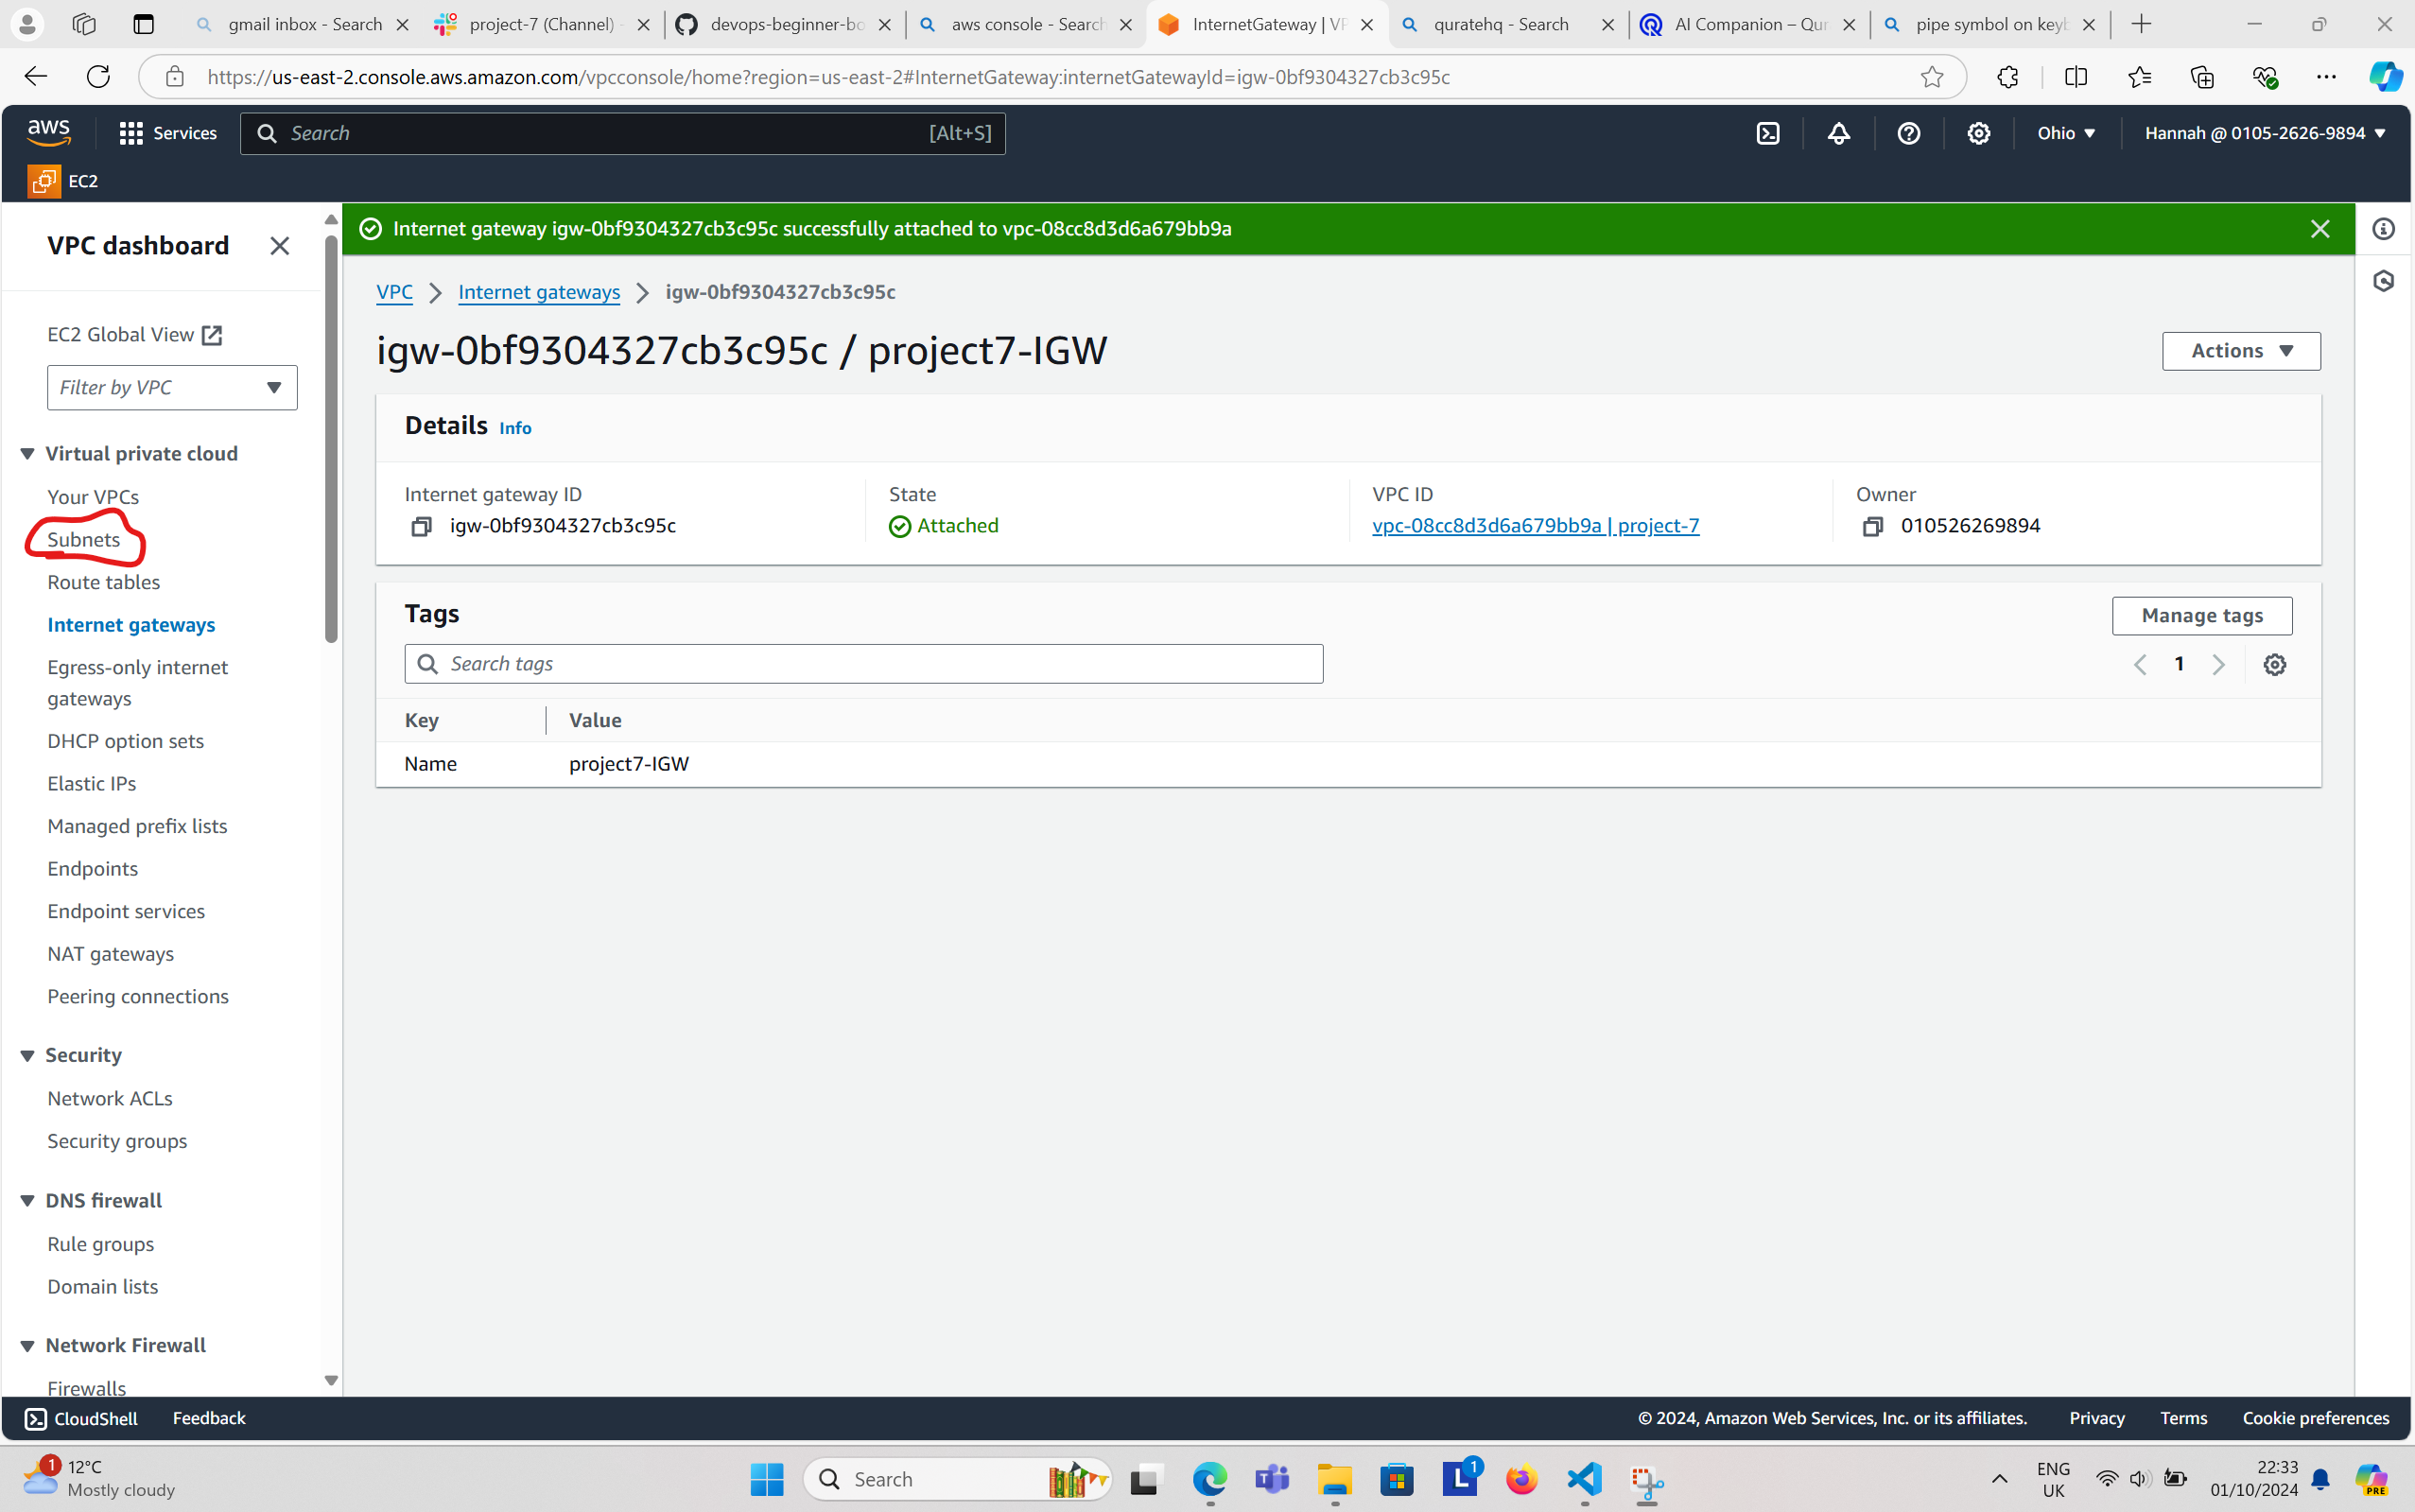 gmail inbox - Search
project-7 (Channel) -
devops-beginner-bo
aws console - Search
InternetGateway | VP
quratehq - Search
AI Companion – Qur
pipe symbol on keyb
https://us-east-2.console.aws.amazon.com/vpcconsole/home?region=us-east-2#InternetGateway:internetGatewayId=igw-0bf9304327cb3c95c
aws
Services
Search
[Alt+S]
Ohio
Hannah @ 0105-2626-9894
EC2
VPC dashboard
EC2 Global View
Filter by VPC
Virtual private cloud
Your VPCs
Subnets
Route tables
Internet gateways
Egress-only internet
gateways
DHCP option sets
Elastic IPs
Managed prefix lists
Endpoints
Endpoint services
NAT gateways
Peering connections
Security
Network ACLs
Security groups
DNS firewall
Rule groups
Domain lists
Network Firewall
Firewalls
Internet gateway igw-0bf9304327cb3c95c successfully attached to vpc-08cc8d3d6a679bb9a
VPC
Internet gateways
igw-0bf9304327cb3c95c
igw-0bf9304327cb3c95c / project7-IGW
Actions
Details Info
Internet gateway ID
igw-0bf9304327cb3c95c
State
Attached
VPC ID
vpc-08cc8d3d6a679bb9a | project-7
Owner
010526269894
Tags
Manage tags
Search tags
1
Key
Value
Name
project7-IGW
CloudShell
Feedback
© 2024, Amazon Web Services, Inc. or its affiliates.
Privacy
Terms
Cookie preferences
1
12°C
Mostly cloudy
Search
L
1
ENG
UK
22:33
01/10/2024
PRE